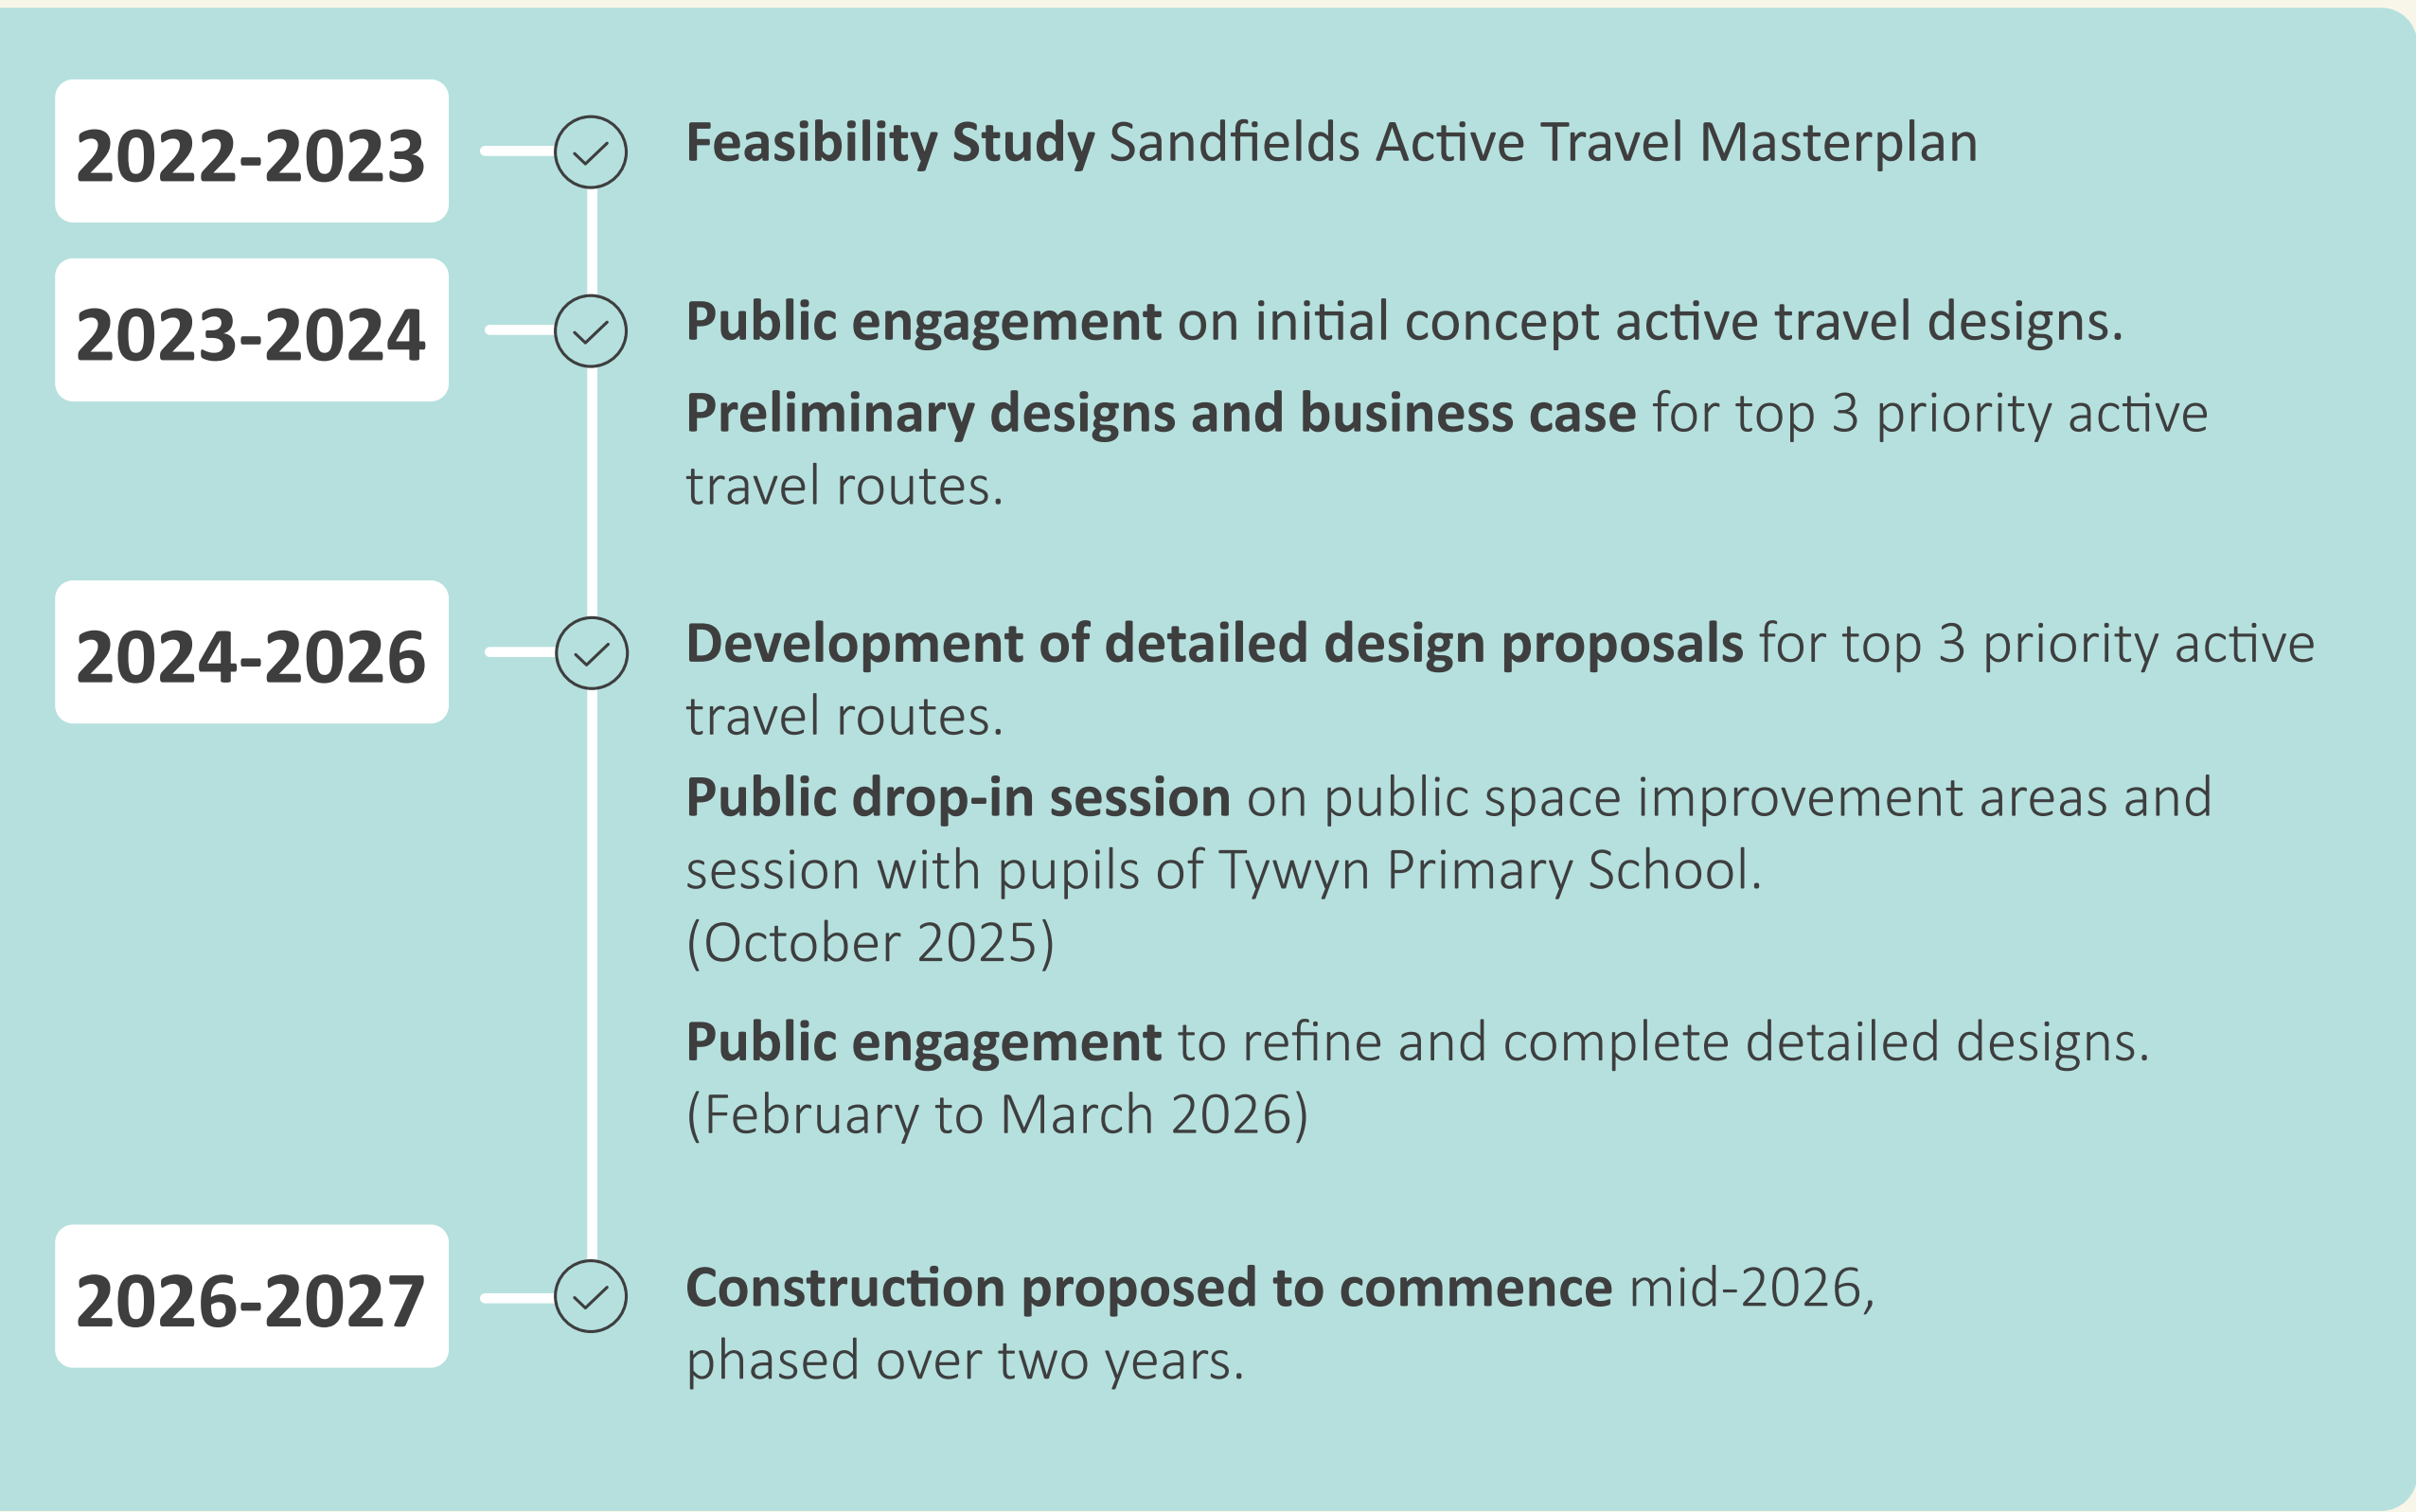 2022-2023
Feasibility Study Sandfields Active Travel Masterplan
2023-2024
Public engagement on initial concept active travel designs.
Preliminary designs and business case for top 3 priority active
travel routes.
2024-2026
Development of detailed design proposals for top 3 priority active
travel routes.
Public drop-in session on public space improvement areas and
session with pupils of Tywyn Primary School.
(October 2025)
Public engagement to refine and complete detailed designs.
(February to March 2026)
2026-2027
Construction proposed to commence mid-2026,
phased over two years.